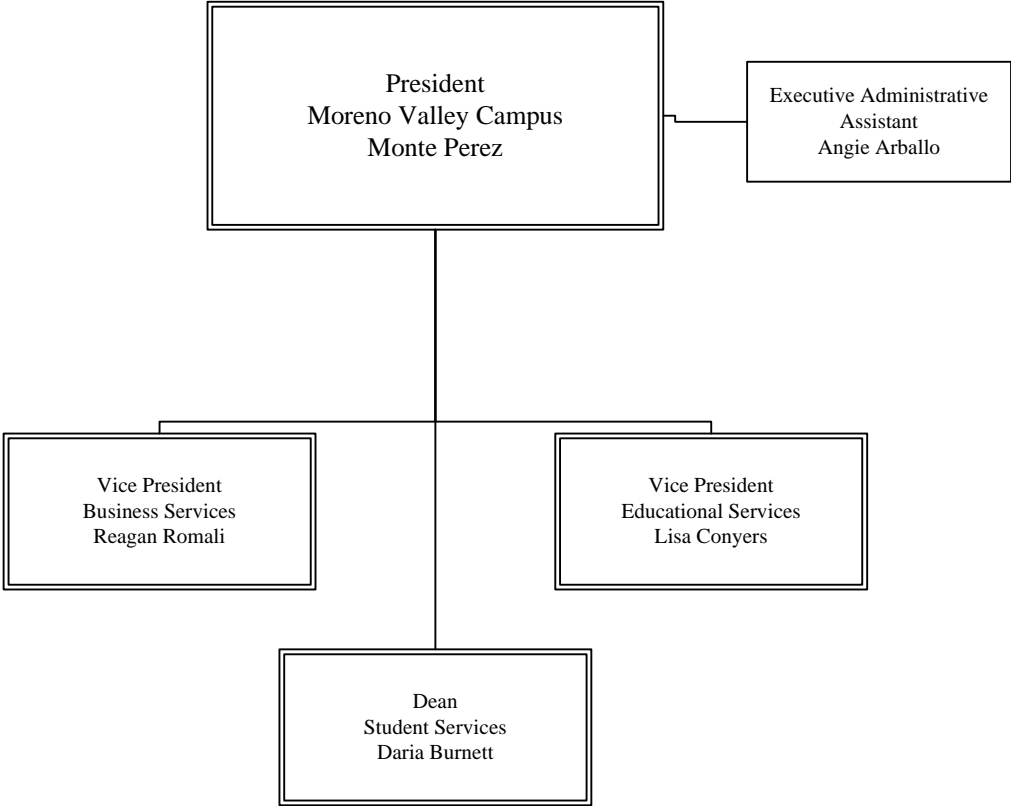 President
Moreno Valley Campus
Monte Perez
Executive Administrative
Assistant
Angie Arballo
Vice President
Business Services
Reagan Romali
Vice President
Educational Services
Lisa Conyers
Dean
Student Services
Daria Burnett